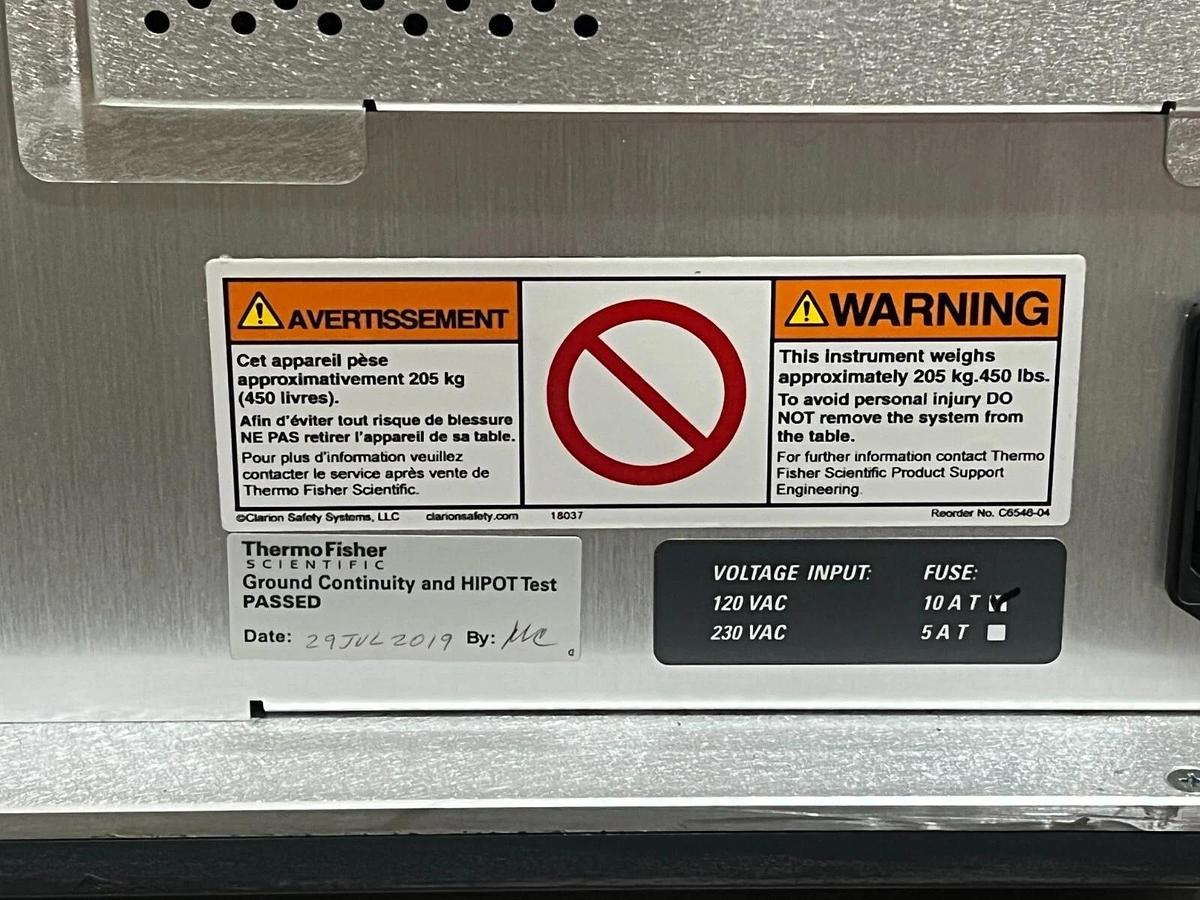 AVERTISSEMENT
Cet appareil pèse
approximativement 205 kg
(450 livres).
Afin d'éviter tout risque de blessure
NE PAS retirer l'appareil de sa table.
Pour plus d'information veuillez
contacter le service après vente de
Thermo Fisher Scientific.
WARNING
This instrument weighs
approximately 205 kg.450 lbs.
To avoid personal injury DO
NOT remove the system from
the table.
For further information contact Thermo
Fisher Scientific Product Support
Engineering.
©Clarion Safety Systems, LLC clarionsafety.com 18037 Reorder No. C6546-04
ThermoFisher
SCIENTIFIC
Ground Continuity and HIPOT Test
PASSED
Date: 29 JUL 2019 By: MC
VOLTAGE INPUT: FUSE:
120 VAC 10 A T
230 VAC 5 A T